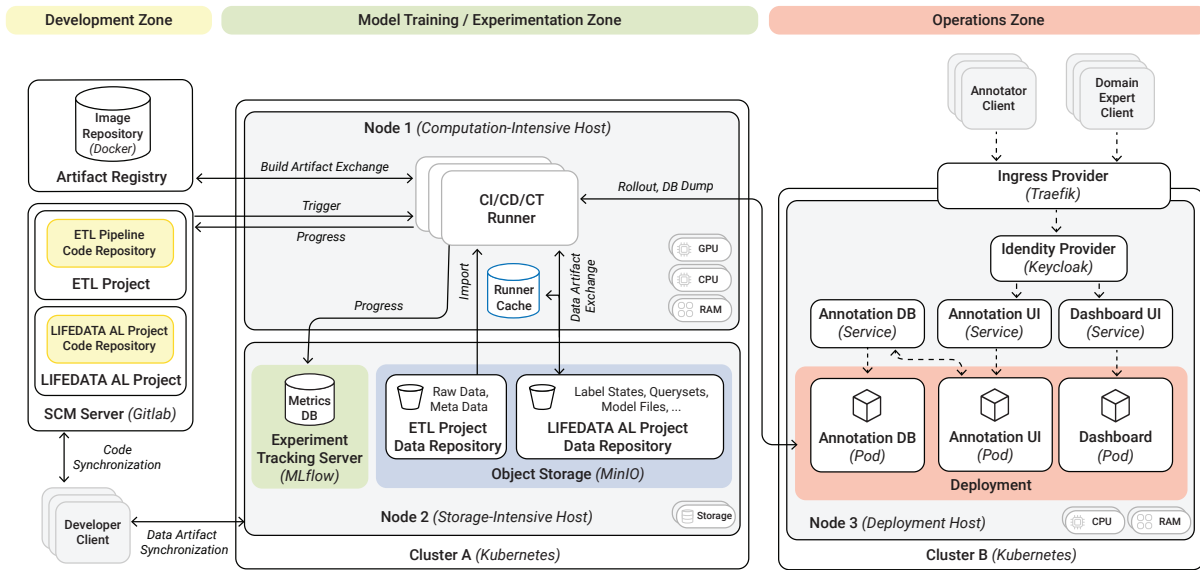 Development Zone
Model Training / Experimentation Zone
Operations Zone
Image
Repository
(Docker)
Artifact Registry
ETL Pipeline
Code Repository
ETL Project
LIFEDATA AL Project
Code Repository
LIFEDATA AL Project
SCM Server (Gitlab)
Code
Synchronization
Developer
Client
Data Artifact
Synchronization
Build Artifact Exchange
Trigger
Progress
Node 1 (Computation-Intensive Host)
CI/CD/CT
Runner
Rollout, DB Dump
GPU
CPU
RAM
Import
Runner
Cache
Data Artifact
Exchange
Progress
Metrics
DB
Experiment
Tracking Server
(MLflow)
Raw Data,
Meta Data
ETL Project
Data Repository
Label States, Querysets,
Model Files, ...
LIFEDATA AL Project
Data Repository
Object Storage (MinIO)
Node 2 (Storage-Intensive Host)
Storage
Cluster A (Kubernetes)
Annotator
Client
Domain
Expert
Client
Ingress Provider
(Traefik)
Idendity Provider
(Keycloak)
Annotation DB
(Service)
Annotation UI
(Service)
Dashboard UI
(Service)
Annotation DB
(Pod)
Annotation UI
(Pod)
Dashboard
(Pod)
Deployment
Node 3 (Deployment Host)
CPU
RAM
Cluster B (Kubernetes)